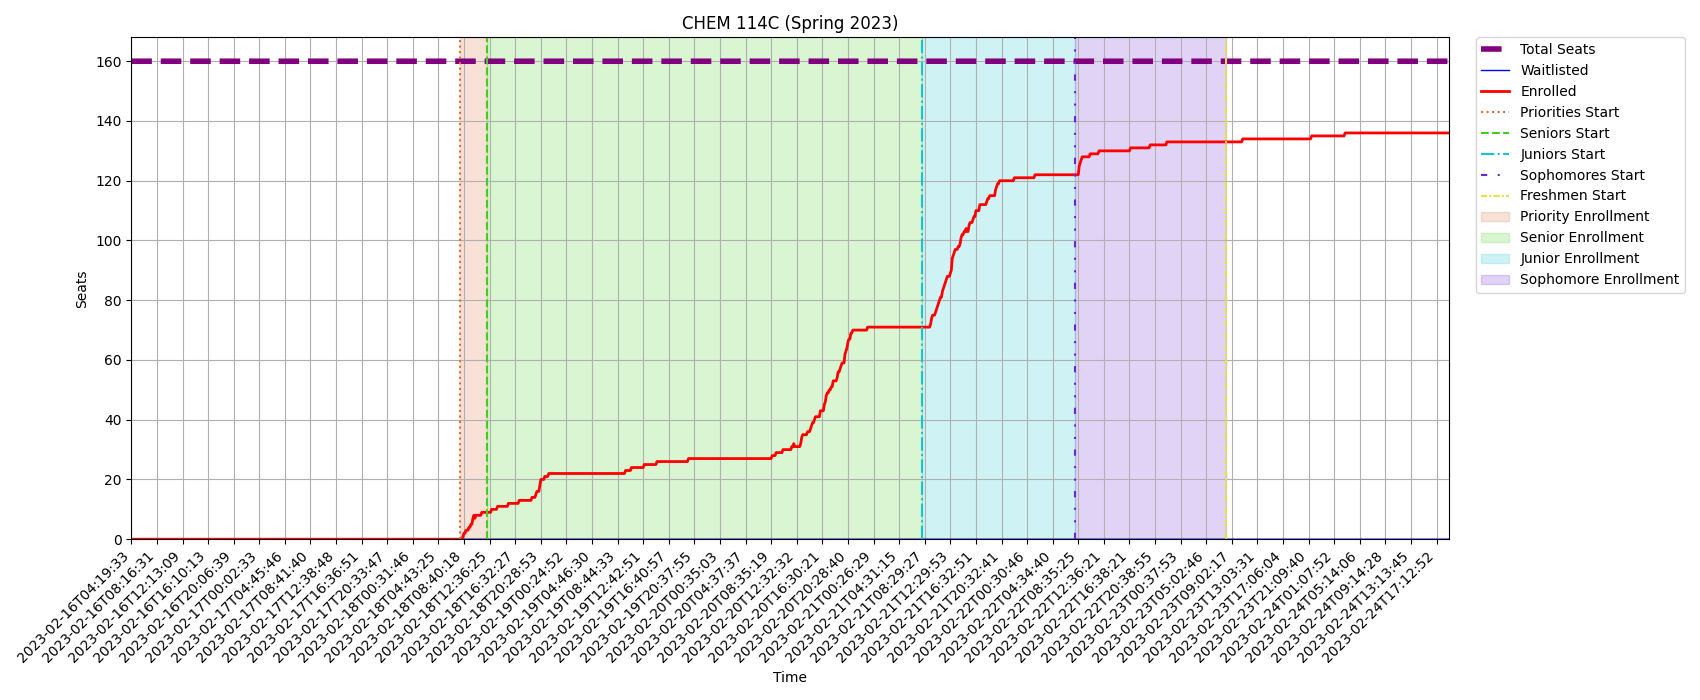 CHEM 114C (Spring 2023)
Seats
160
140
120
100
80
60
40
20
0
2023-02-16T04:19:33
2023-02-16T08:16:31
2023-02-16T12:13:09
2023-02-16T16:10:13
2023-02-16T20:06:39
2023-02-17T00:02:33
2023-02-17T04:45:46
2023-02-17T08:41:40
2023-02-17T12:38:48
2023-02-17T16:36:51
2023-02-17T20:33:47
2023-02-18T00:31:46
2023-02-18T04:43:25
2023-02-18T08:40:18
2023-02-18T12:36:25
2023-02-18T16:32:27
2023-02-18T20:28:53
2023-02-19T00:24:52
2023-02-19T04:46:30
2023-02-19T08:44:33
2023-02-19T12:42:51
2023-02-19T16:40:57
2023-02-19T20:37:55
2023-02-20T00:35:03
2023-02-20T04:37:37
2023-02-20T08:35:19
2023-02-20T12:32:32
2023-02-20T16:30:21
2023-02-20T20:28:40
2023-02-21T00:26:29
2023-02-21T04:31:15
2023-02-21T08:29:27
2023-02-21T12:29:53
2023-02-21T16:32:51
2023-02-21T20:32:41
2023-02-22T00:30:46
2023-02-22T04:34:40
2023-02-22T08:35:25
2023-02-22T12:36:21
2023-02-22T16:38:21
2023-02-22T20:38:55
2023-02-23T00:37:53
2023-02-23T05:02:46
2023-02-23T09:02:17
2023-02-23T13:03:31
2023-02-23T17:06:04
2023-02-23T21:09:40
2023-02-24T01:07:52
2023-02-24T05:14:06
2023-02-24T09:14:28
2023-02-24T13:13:45
2023-02-24T17:12:52
Time
Total Seats
Waitlisted
Enrolled
Priorities Start
Seniors Start
Juniors Start
Sophomores Start
Freshmen Start
Priority Enrollment
Senior Enrollment
Junior Enrollment
Sophomore Enrollment